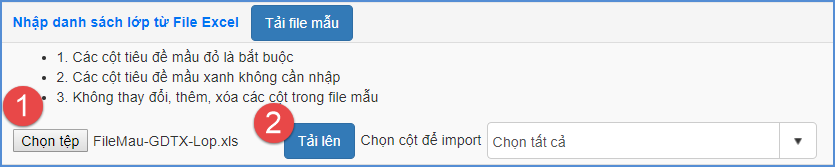 Nhập danh sách lớp từ File Excel Tải file mẫu
• 1. Các cột tiêu đề mầu đỏ là bắt buộc
• 2. Các cột tiêu đề mầu xanh không cần nhập
• 3. Không thay đổi, thêm, xóa các cột trong file mẫu
1 2
Chọn tệp FileMau-GDTX-Lop.xls Tải lên Chọn cột để import Chọn tất cả